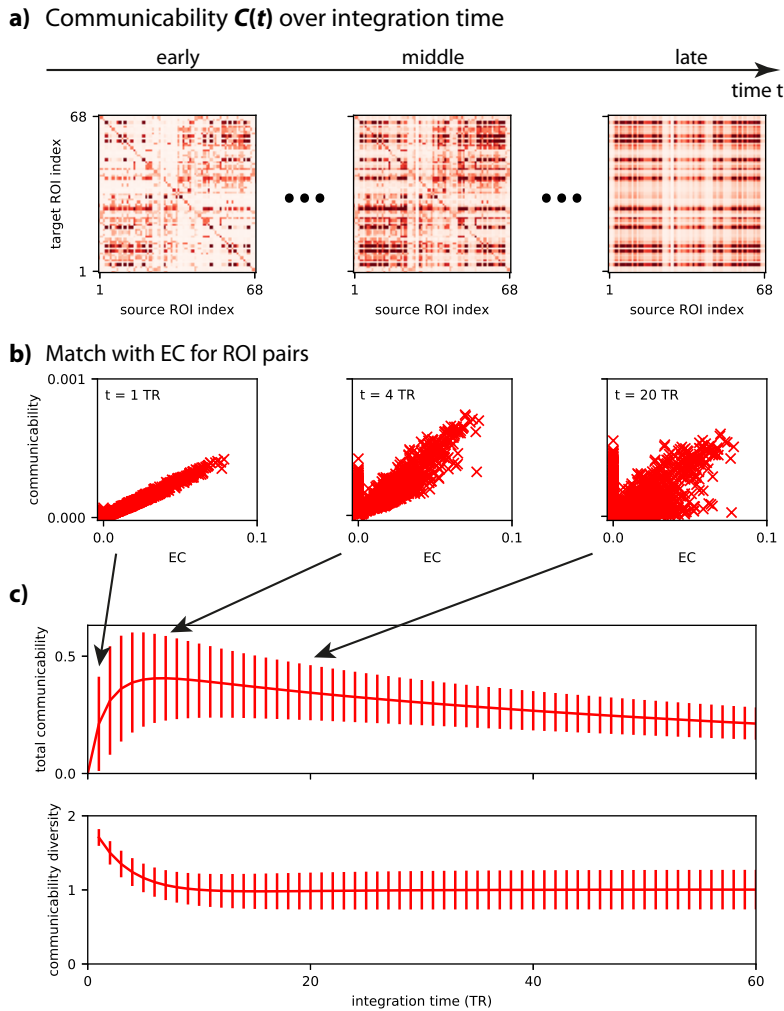 a) Communicability C(t) over integration time
early middle late
time t
68
target ROI index
1
1 68 1 68 1 68
source ROI index source ROI index source ROI index
b) Match with EC for ROI pairs
0.001
t = 1 TR t = 4 TR t = 20 TR
communicability
0.000
0.0 0.1 0.0 0.1 0.0 0.1
EC EC EC
c)
0.5
total communicability
0.0
2
communicability diversity
1
0
0 20 40 60
integration time (TR)